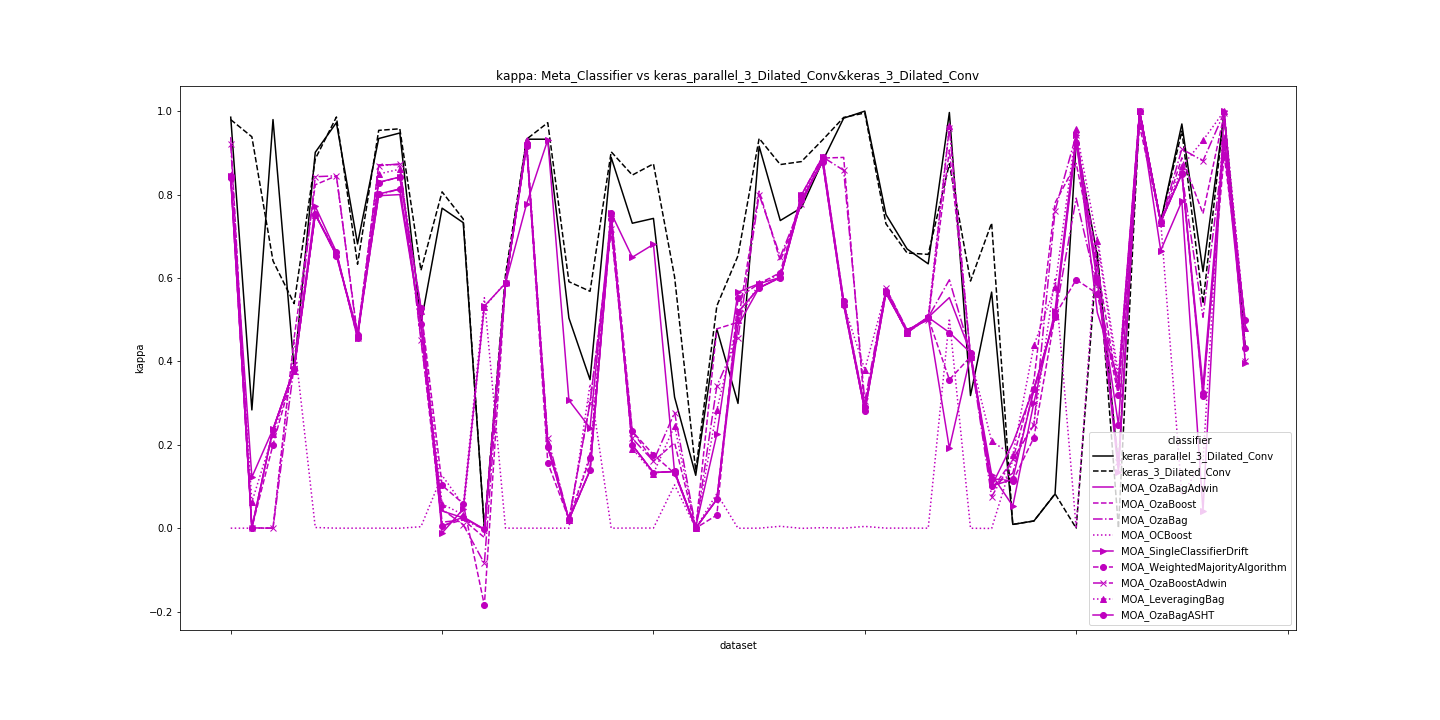 kappa: Meta_Classifier vs keras_parallel_3_Dilated_Conv&keras_3_Dilated_Conv
1.0
0.8
0.6
0.4
0.2
0.0
−0.2
kappa
dataset
classifier
keras_parallel_3_Dilated_Conv
keras_3_Dilated_Conv
MOA_OzaBagAdwin
MOA_OzaBoost
MOA_OzaBag
MOA_OCBoost
MOA_SingleClassifierDrift
MOA_WeightedMajorityAlgorithm
MOA_OzaBoostAdwin
MOA_LeveragingBag
MOA_OzaBagASHT